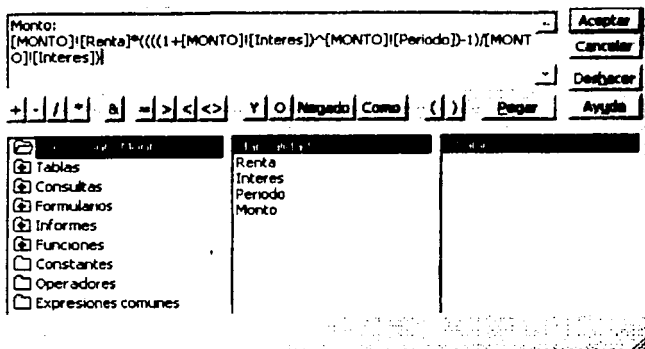 Monto:
[MONTO]![Renta]*((((1+[MONTO]![Interes])^[MONTO]![Periodo])-1)/[MONT
O]![Interes])
Aceptar
Cancelar
Deshacer
+ - / * & = > < <> Y O Negado Como ( ) Pegar Ayuda
Tablas
Consultas
Formularios
Informes
Funciones
Constantes
Operadores
Expresiones comunes
Renta
Interes
Periodo
Monto